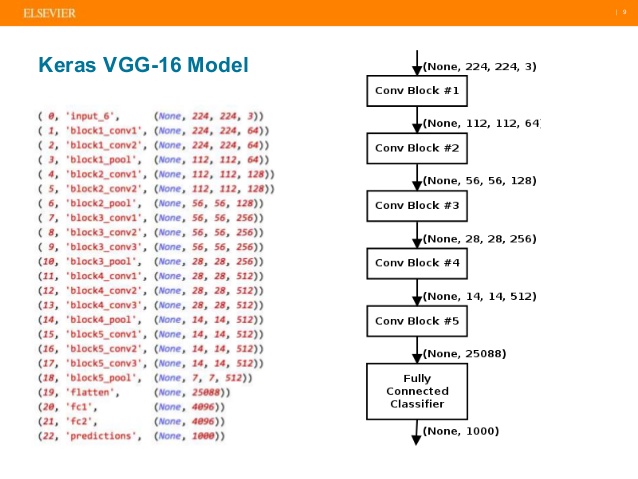 ELSEVIER
| 9
Keras VGG-16 Model
( 0, 'input_6', (None, 224, 224, 3))
( 1, 'block1_conv1', (None, 224, 224, 64))
( 2, 'block1_conv2', (None, 224, 224, 64))
( 3, 'block1_pool', (None, 112, 112, 64))
( 4, 'block2_conv1', (None, 112, 112, 128))
( 5, 'block2_conv2', (None, 112, 112, 128))
( 6, 'block2_pool', (None, 56, 56, 128))
( 7, 'block3_conv1', (None, 56, 56, 256))
( 8, 'block3_conv2', (None, 56, 56, 256))
( 9, 'block3_conv3', (None, 56, 56, 256))
(10, 'block3_pool', (None, 28, 28, 256))
(11, 'block4_conv1', (None, 28, 28, 512))
(12, 'block4_conv2', (None, 28, 28, 512))
(13, 'block4_conv3', (None, 28, 28, 512))
(14, 'block4_pool', (None, 14, 14, 512))
(15, 'block5_conv1', (None, 14, 14, 512))
(16, 'block5_conv2', (None, 14, 14, 512))
(17, 'block5_conv3', (None, 14, 14, 512))
(18, 'block5_pool', (None, 7, 7, 512))
(19, 'flatten', (None, 25088))
(20, 'fc1', (None, 4096))
(21, 'fc2', (None, 4096))
(22, 'predictions', (None, 1000))
(None, 224, 224, 3)
Conv Block #1
(None, 112, 112, 64)
Conv Block #2
(None, 56, 56, 128)
Conv Block #3
(None, 28, 28, 256)
Conv Block #4
(None, 14, 14, 512)
Conv Block #5
(None, 25088)
Fully
Connected
Classifier
(None, 1000)